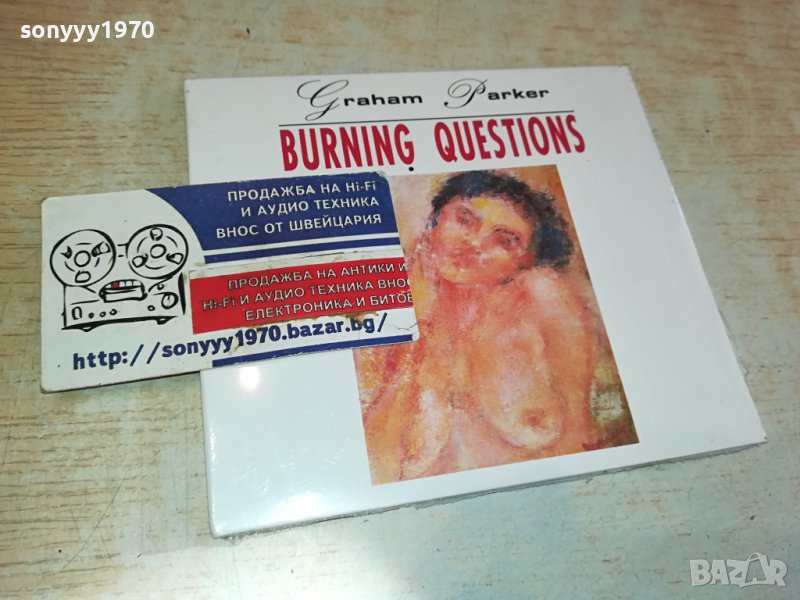 sonyyy1970
Graham Parker
BURNING QUESTIONS
ПРОДАЖБА НА Hi-Fi
И АУДИО ТЕХНИКА
ВНОС ОТ ШВЕЙЦАРИЯ
ПРОДАЖБА НА АНТИКИ И
Hi-Fi И АУДИО ТЕХНИКА ВНОС
ЕЛЕКТРОНИКА И БИТОВ
http://sonyyy1970.bazar.bg/
BAZAR